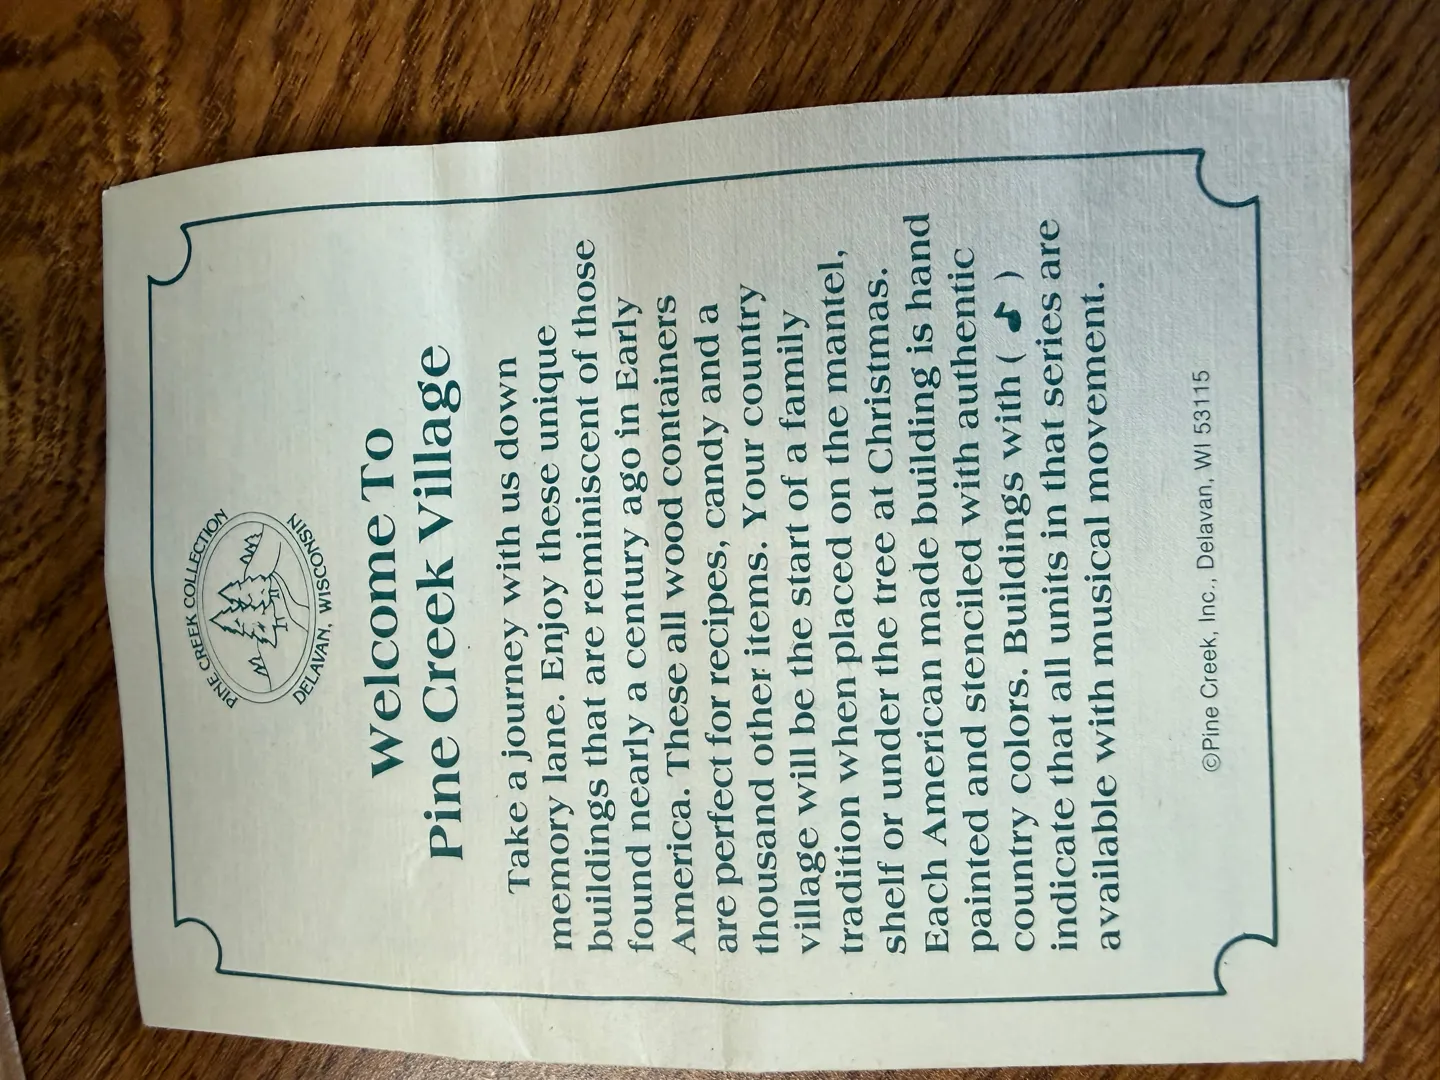 PINE CREEK COLLECTION
DELAVAN, WISCONSIN
Welcome To
Pine Creek Village
Take a journey with us down
memory lane. Enjoy these unique
buildings that are reminiscent of those
found nearly a century ago in Early
America. These all wood containers
are perfect for recipes, candy and a
thousand other items. Your country
village will be the start of a family
tradition when placed on the mantel,
shelf or under the tree at Christmas.
Each American made building is hand
painted and stenciled with authentic
country colors. Buildings with ( ♪ )
indicate that all units in that series are
available with musical movement.
©Pine Creek, Inc., Delavan, WI 53115